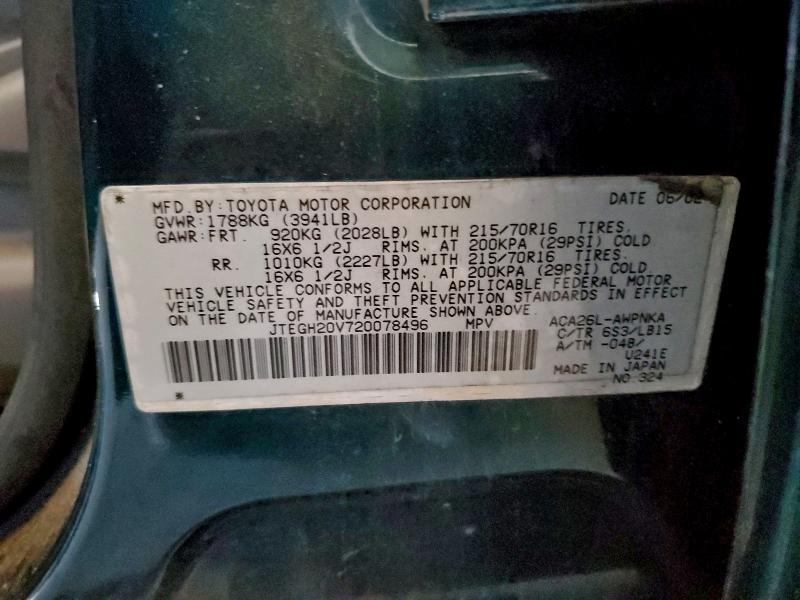 MFD. BY: TOYOTA MOTOR CORPORATION DATE 06/02
GVWR: 1788KG (3941LB)
GAWR: FRT. 920KG (2028LB) WITH 215/70R16 TIRES.
16X6 1/2J RIMS. AT 200KPA (29PSI) COLD
RR. 1010KG (2227LB) WITH 215/70R16 TIRES.
16X6 1/2J RIMS. AT 200KPA (29PSI) COLD.
THIS VEHICLE CONFORMS TO ALL APPLICABLE FEDERAL MOTOR
VEHICLE SAFETY AND THEFT PREVENTION STANDARDS IN EFFECT
ON THE DATE OF MANUFACTURE SHOWN ABOVE.
JTEGH20V720078496 MPV
ACA26L-AWPNKA
C/TR 6S3/LB15
A/TM -04B/
U241E
MADE IN JAPAN
NO.324